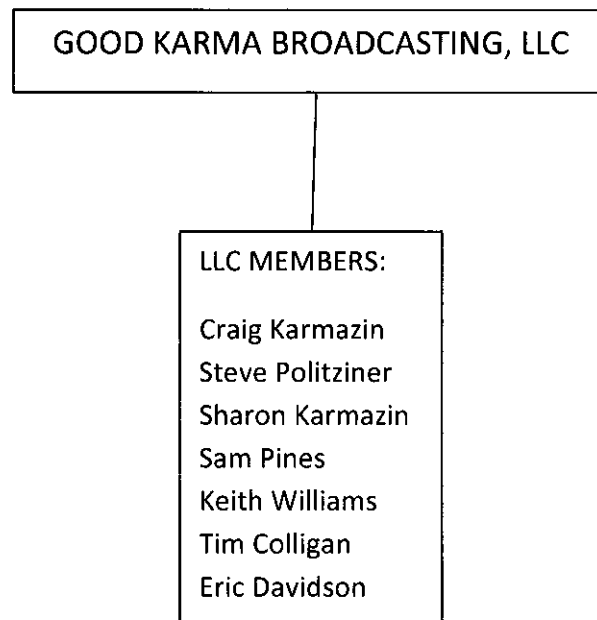 GOOD KARMA BROADCASTING, LLC
LLC MEMBERS:
Craig Karmazin
Steve Politziner
Sharon Karmazin
Sam Pines
Keith Williams
Tim Colligan
Eric Davidson